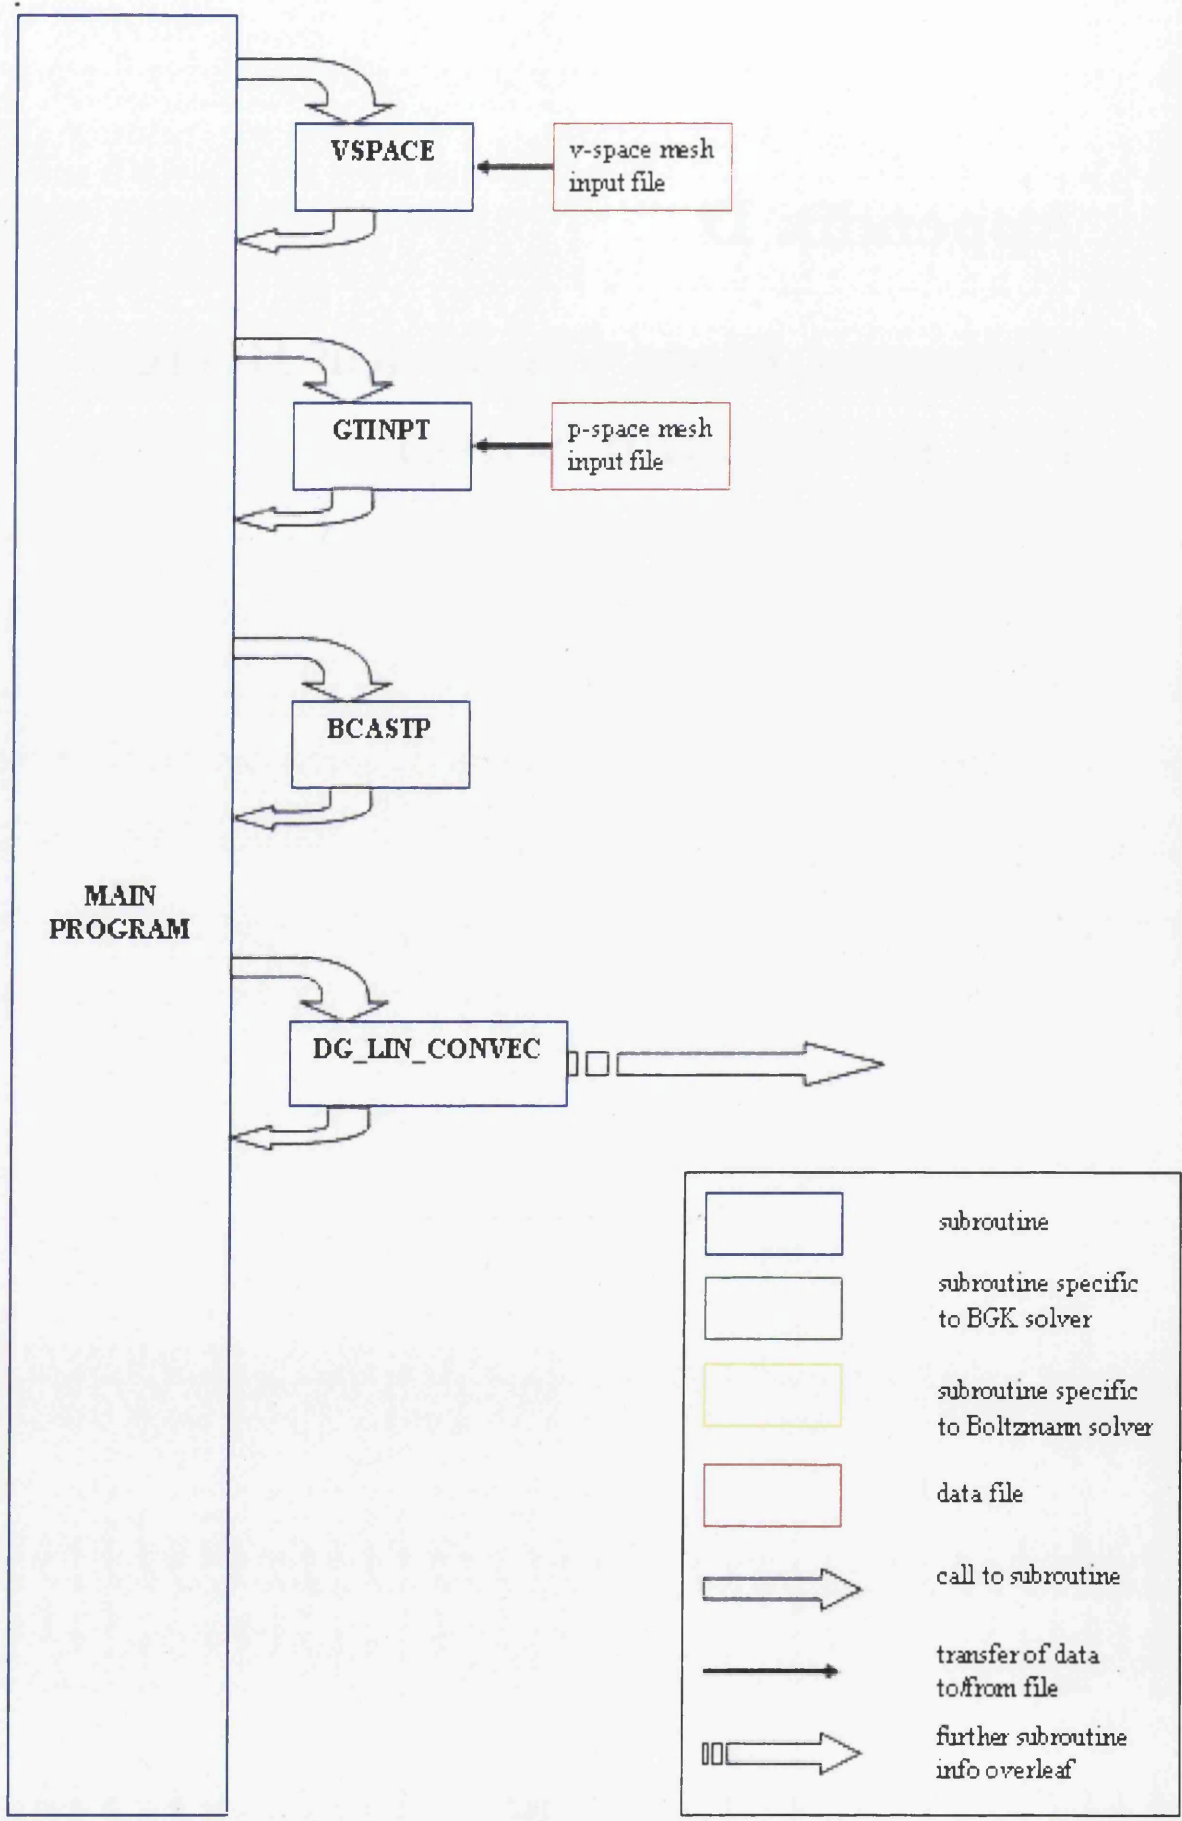 VSPACE
v-space mesh
input file
GTINPT
p-space mesh
input file
BCASTP
MAIN
PROGRAM
DG_LIN_CONVEC
subroutine
subroutine specific
to BGK solver
subroutine specific
to Boltzmann solver
data file
call to subroutine
transfer of data
to/from file
further subroutine
info overleaf